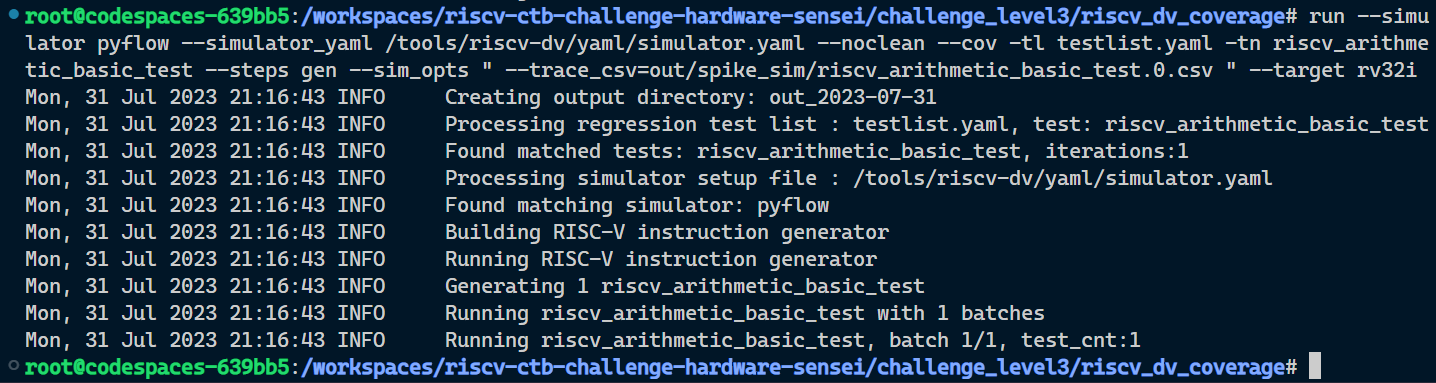 root@codespaces-639bb5:/workspaces/riscv-ctb-challenge-hardware-sensei/challenge_level3/riscv_dv_coverage# run --simu
lator pyflow --simulator_yaml /tools/riscv-dv/yaml/simulator.yaml --noclean --cov -tl testlist.yaml -tn riscv_arithme
tic_basic_test --steps gen --sim_opts " --trace_csv=out/spike_sim/riscv_arithmetic_basic_test.0.csv " --target rv32i
Mon, 31 Jul 2023 21:16:43 INFO     Creating output directory: out_2023-07-31
Mon, 31 Jul 2023 21:16:43 INFO     Processing regression test list : testlist.yaml, test: riscv_arithmetic_basic_test
Mon, 31 Jul 2023 21:16:43 INFO     Found matched tests: riscv_arithmetic_basic_test, iterations:1
Mon, 31 Jul 2023 21:16:43 INFO     Processing simulator setup file : /tools/riscv-dv/yaml/simulator.yaml
Mon, 31 Jul 2023 21:16:43 INFO     Found matching simulator: pyflow
Mon, 31 Jul 2023 21:16:43 INFO     Building RISC-V instruction generator
Mon, 31 Jul 2023 21:16:43 INFO     Running RISC-V instruction generator
Mon, 31 Jul 2023 21:16:43 INFO     Generating 1 riscv_arithmetic_basic_test
Mon, 31 Jul 2023 21:16:43 INFO     Running riscv_arithmetic_basic_test with 1 batches
Mon, 31 Jul 2023 21:16:43 INFO     Running riscv_arithmetic_basic_test, batch 1/1, test_cnt:1
root@codespaces-639bb5:/workspaces/riscv-ctb-challenge-hardware-sensei/challenge_level3/riscv_dv_coverage#